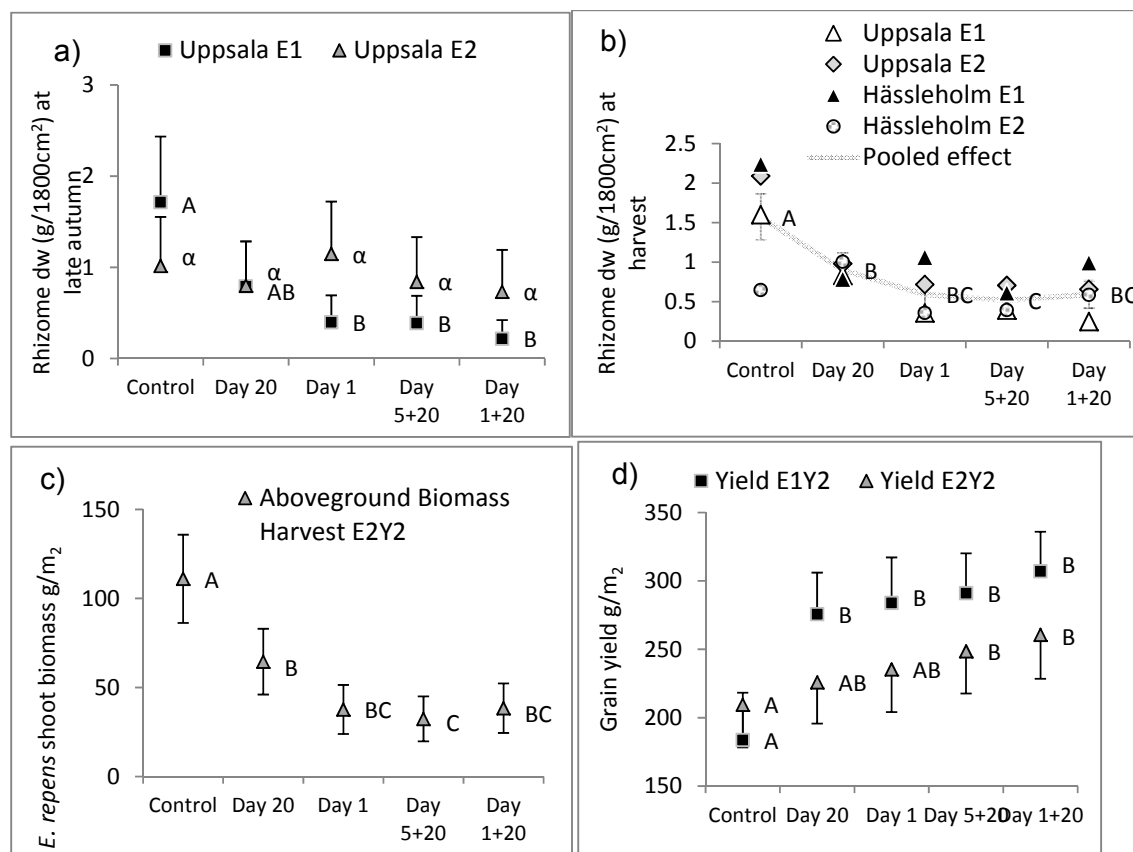 a)
Uppsala E1 Uppsala E2
Rhizome dw (g/1800cm²) at
late autumn
3
2
1
0
A
α
α
AB
α
B
α
B
α
B
Control Day 20 Day 1 Day
5+20 Day
1+20
b)
Uppsala E1
Uppsala E2
Hässleholm E1
Hässleholm E2
Pooled effect
Rhizome dw (g/1800cm²) at
harvest
2.5
2
1.5
1
0.5
0
A
B
BC
C
BC
Control Day 20 Day 1 Day
5+20 Day
1+20
c)
Aboveground Biomass
Harvest E2Y2
E. repens shoot biomass g/m₂
150
100
50
0
A
B
BC
C
BC
Control Day 20 Day 1 Day
5+20 Day
1+20
d)
Yield E1Y2 Yield E2Y2
Grain yield g/m₂
350
300
250
200
150
A
A
B
AB
B
AB
B
B
B
B
Control Day 20 Day 1 Day 5+20 Day 1+20